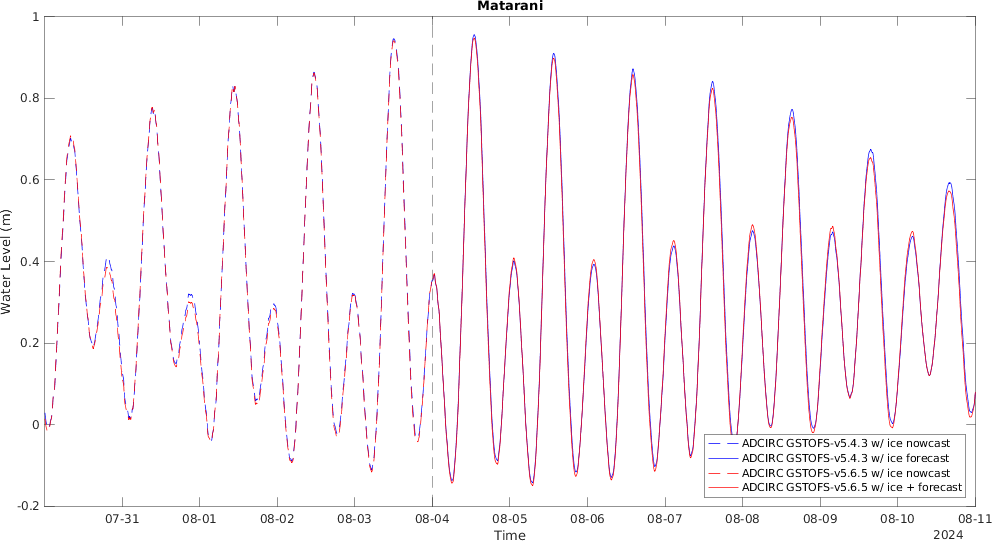 Matarani
1
0.8
0.6
0.4
0.2
0
-0.2
Water Level (m)
07-31 08-01 08-02 08-03 08-04 08-05 08-06 08-07 08-08 08-09 08-10 08-11
Time
2024
ADCIRC GSTOFS-v5.4.3 w/ ice nowcast
ADCIRC GSTOFS-v5.4.3 w/ ice forecast
ADCIRC GSTOFS-v5.6.5 w/ ice nowcast
ADCIRC GSTOFS-v5.6.5 w/ ice + forecast